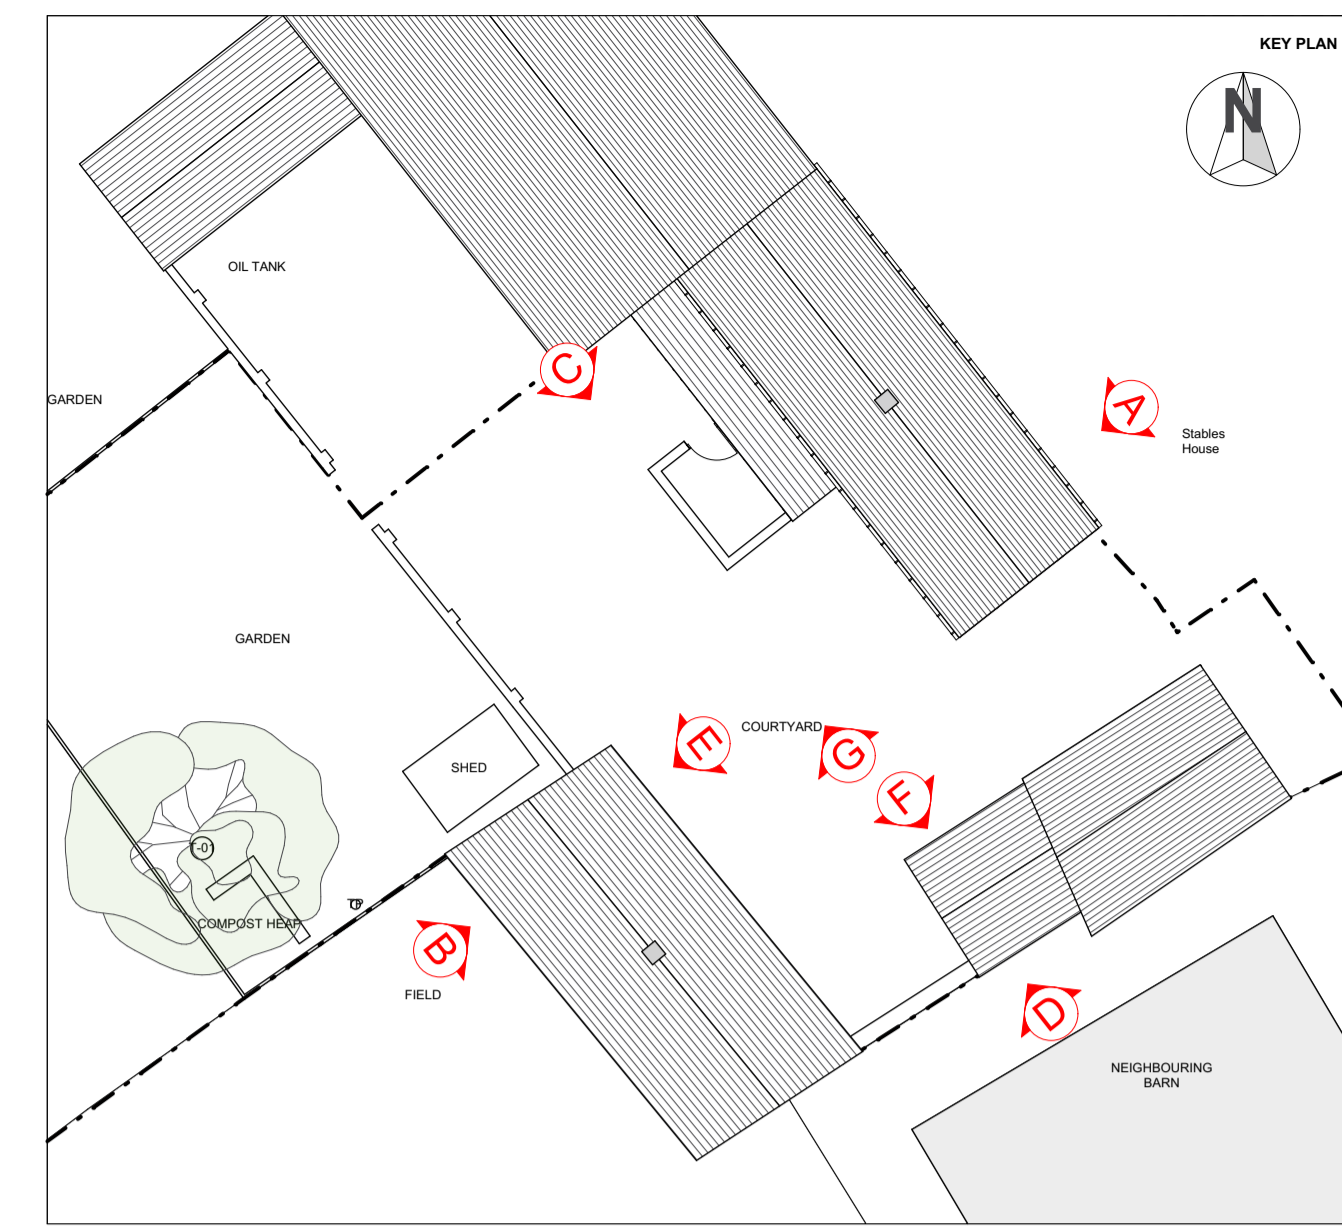 KEY PLAN
N
OIL TANK
C
GARDEN
A
Stables
House
GARDEN
E
COURTYARD
G
SHED
F
T-01
COMPOST HEAP
B
FIELD
D
NEIGHBOURING
BARN